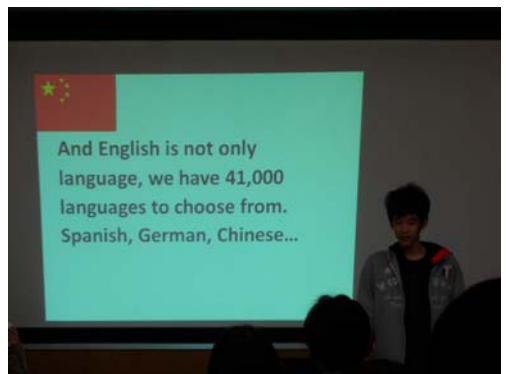 And English is not only
language, we have 41,000
languages to choose from.
Spanish, German, Chinese…